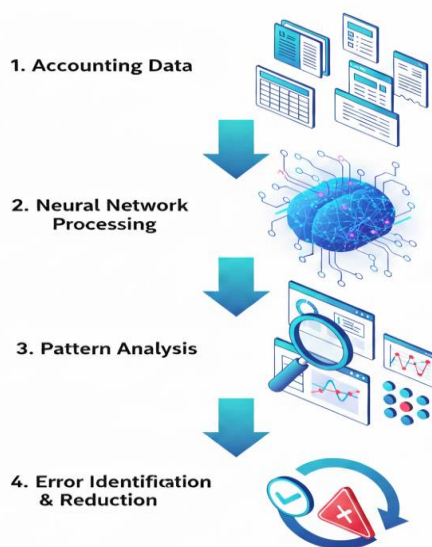 1. Accounting Data
2. Neural Network
Processing
3. Pattern Analysis
4. Error Identification
& Reduction